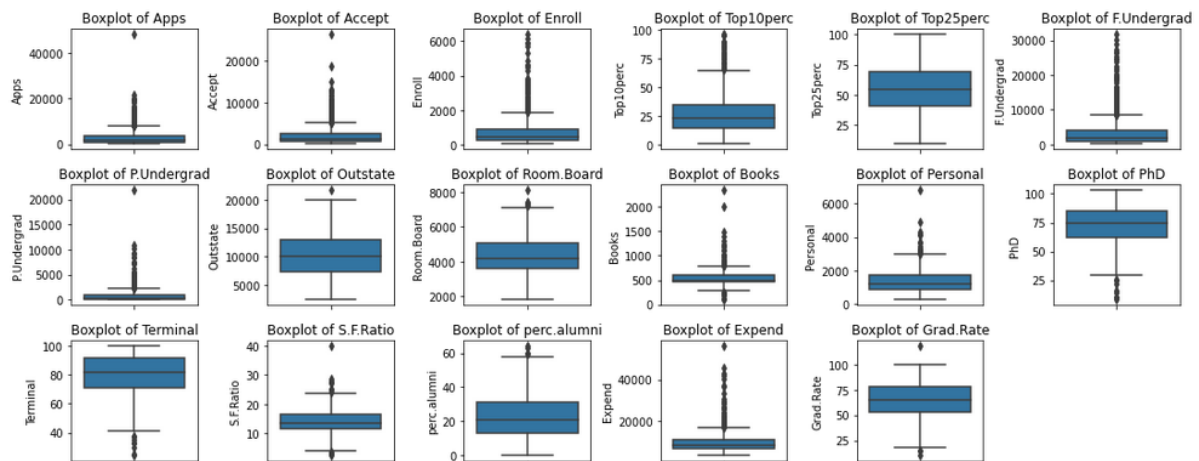 Boxplot of Apps
Apps
40000
20000
0
Boxplot of Accept
Accept
20000
10000
0
Boxplot of Enroll
Enroll
6000
4000
2000
0
Boxplot of Top10perc
Top10perc
100
75
50
25
0
Boxplot of Top25perc
Top25perc
100
75
50
25
Boxplot of F.Undergrad
F.Undergrad
30000
20000
10000
0
Boxplot of P.Undergrad
P.Undergrad
20000
15000
10000
5000
0
Boxplot of Outstate
Outstate
20000
15000
10000
5000
Boxplot of Room.Board
Room.Board
8000
6000
4000
2000
Boxplot of Books
Books
2500
2000
1500
1000
500
0
Boxplot of Personal
Personal
6000
4000
2000
0
Boxplot of PhD
PhD
100
75
50
25
Boxplot of Terminal
Terminal
100
80
60
40
Boxplot of S.F.Ratio
S.F.Ratio
40
30
20
10
Boxplot of perc.alumni
perc.alumni
60
40
20
0
Boxplot of Expend
Expend
40000
20000
Boxplot of Grad.Rate
Grad.Rate
100
75
50
25